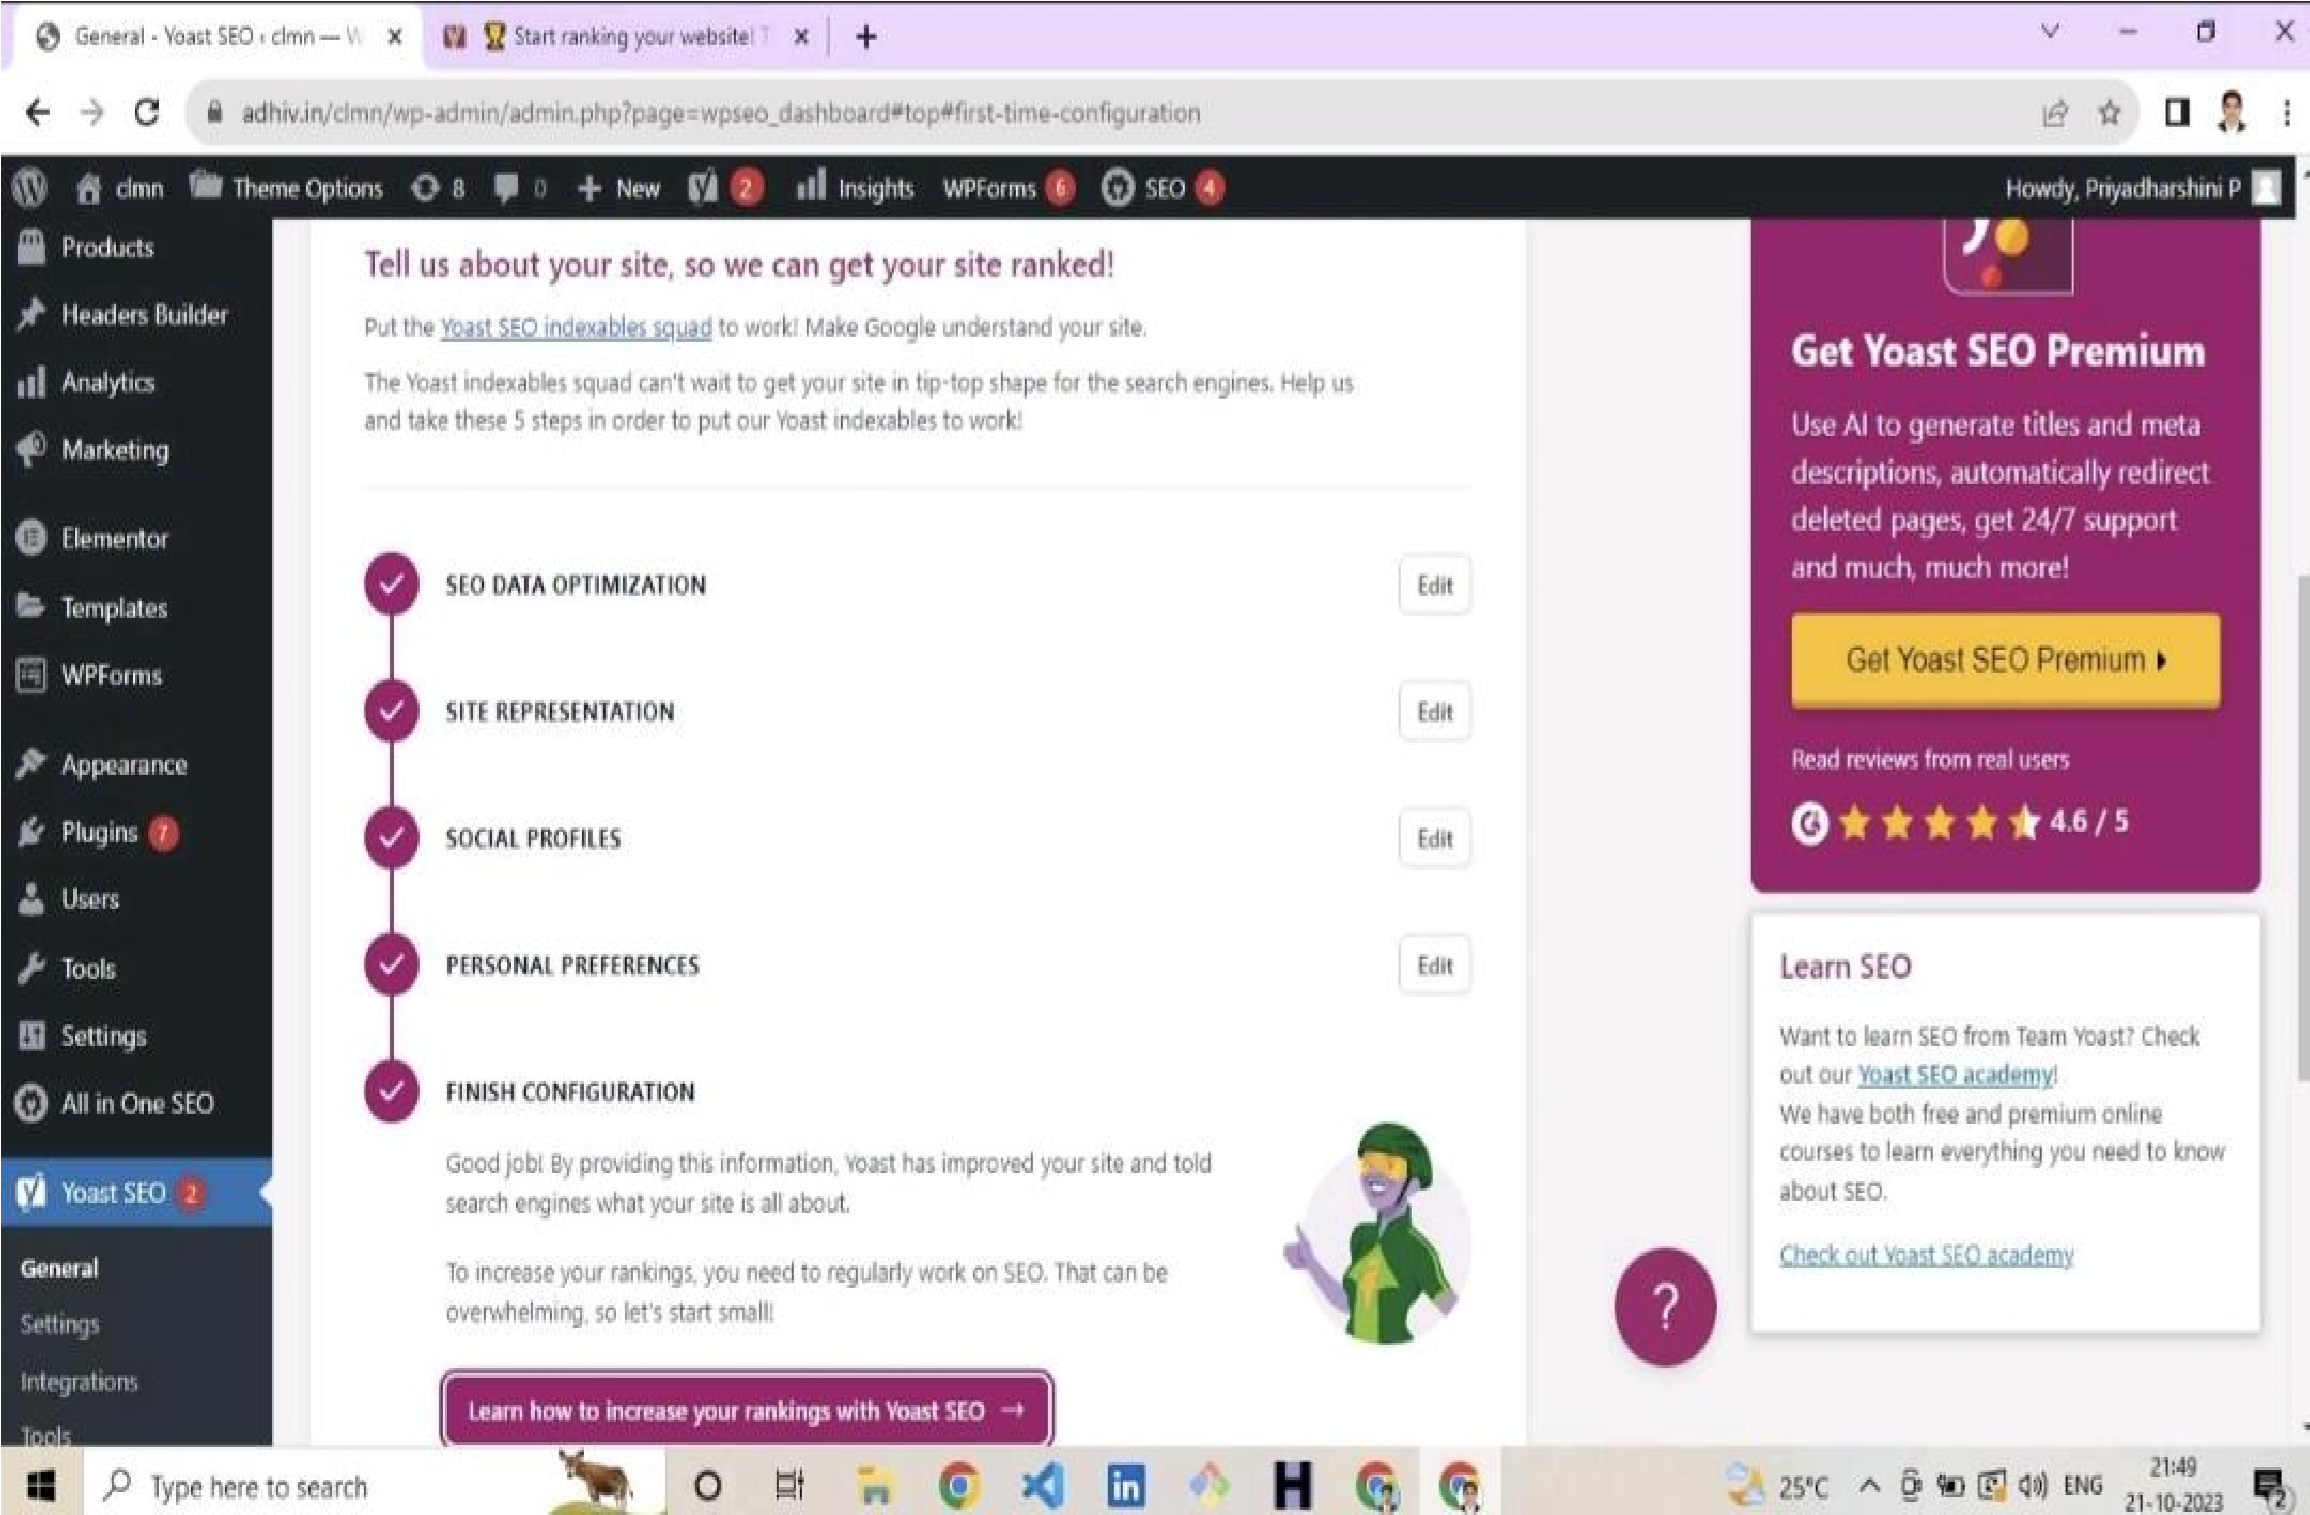 General - Yoast SEO ‹ clmn — W
Start ranking your website! T
adhiv.in/clmn/wp-admin/admin.php?page=wpseo_dashboard#top#first-time-configuration
clmn
Theme Options
8
0
New
2
Insights
WPForms 6
SEO 4
Howdy, Priyadharshini P
Products
Headers Builder
Analytics
Marketing
Elementor
Templates
WPForms
Appearance
Plugins 7
Users
Tools
Settings
All in One SEO
Yoast SEO 2
General
Settings
Integrations
Tools
Tell us about your site, so we can get your site ranked!
Put the Yoast SEO indexables squad to work! Make Google understand your site.
The Yoast indexables squad can't wait to get your site in tip-top shape for the search engines. Help us
and take these 5 steps in order to put our Yoast indexables to work!
SEO DATA OPTIMIZATION
Edit
SITE REPRESENTATION
Edit
SOCIAL PROFILES
Edit
PERSONAL PREFERENCES
Edit
FINISH CONFIGURATION
Good job! By providing this information, Yoast has improved your site and told
search engines what your site is all about.
To increase your rankings, you need to regularly work on SEO. That can be
overwhelming, so let's start small!
Learn how to increase your rankings with Yoast SEO →
Get Yoast SEO Premium
Use AI to generate titles and meta
descriptions, automatically redirect
deleted pages, get 24/7 support
and much, much more!
Get Yoast SEO Premium
Read reviews from real users
4.6 / 5
Learn SEO
Want to learn SEO from Team Yoast? Check
out our Yoast SEO academy!
We have both free and premium online
courses to learn everything you need to know
about SEO.
Check out Yoast SEO academy
?
Type here to search
25°C
ENG
21:49
21-10-2023
2